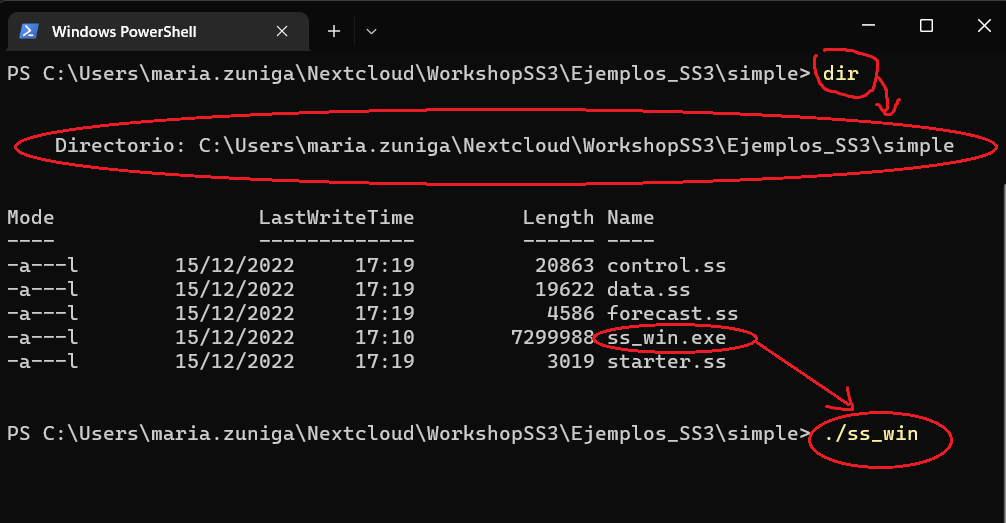 Windows PowerShell
PS C:\Users\maria.zuniga\Nextcloud\WorkshopSS3\Ejemplos_SS3\simple> dir
Directorio: C:\Users\maria.zuniga\Nextcloud\WorkshopSS3\Ejemplos_SS3\simple
Mode LastWriteTime Length Name
---- ------------- ------ ----
-a---l 15/12/2022 17:19 20863 control.ss
-a---l 15/12/2022 17:19 19622 data.ss
-a---l 15/12/2022 17:19 4586 forecast.ss
-a---l 15/12/2022 17:10 7299988 ss_win.exe
-a---l 15/12/2022 17:19 3019 starter.ss
PS C:\Users\maria.zuniga\Nextcloud\WorkshopSS3\Ejemplos_SS3\simple> ./ss_win